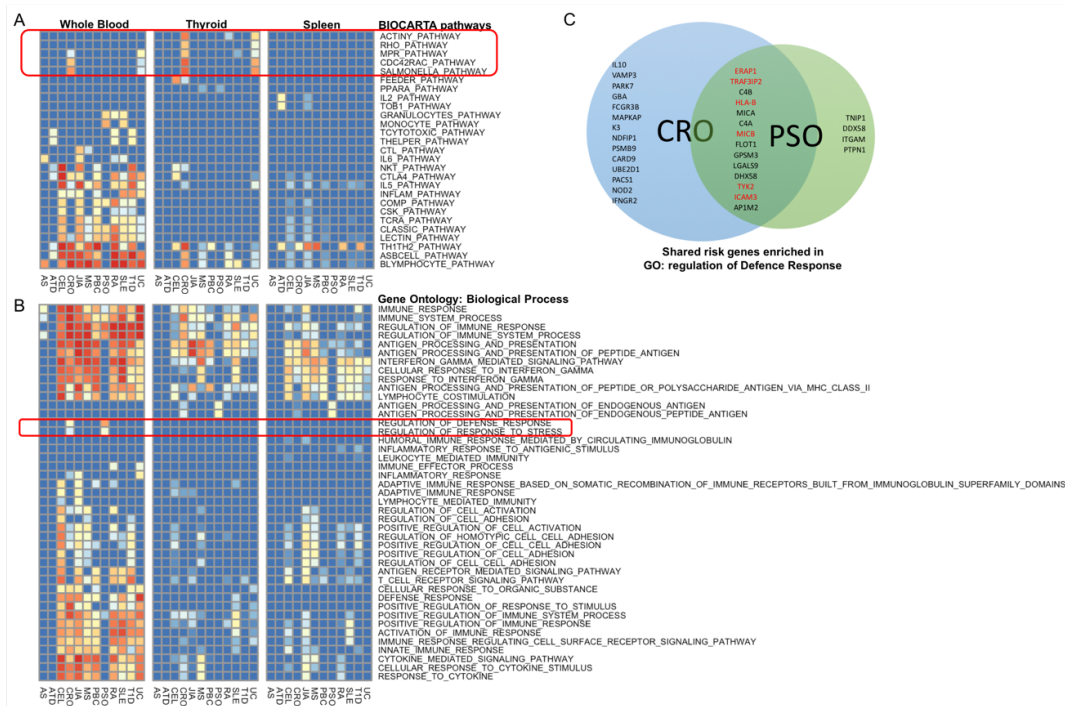 A
Whole Blood
Thyroid
Spleen
BIOCARTA pathways
ACTINY_PATHWAY
RHO_PATHWAY
MPR_PATHWAY
CDC42RAC_PATHWAY
SALMONELLA_PATHWAY
FEEDER_PATHWAY
PPARA_PATHWAY
IL2_PATHWAY
TOB1_PATHWAY
GRANULOCYTES_PATHWAY
MONOCYTE_PATHWAY
TCYTOTOXIC_PATHWAY
THELPER_PATHWAY
CTL_PATHWAY
IL6_PATHWAY
NKT_PATHWAY
CTLA4_PATHWAY
IL5_PATHWAY
INFLAM_PATHWAY
COMP_PATHWAY
CSK_PATHWAY
TCRA_PATHWAY
CLASSIC_PATHWAY
LECTIN_PATHWAY
TH1TH2_PATHWAY
ASBCELL_PATHWAY
BLYMPHOCYTE_PATHWAY
AS ATD CEL CRO JIA MS PBC PSO RA SLE T1D UC
AS ATD CEL CRO JIA MS PBC PSO RA SLE T1D UC
AS ATD CEL CRO JIA MS PBC PSO RA SLE T1D UC
B
Gene Ontology: Biological Process
IMMUNE_RESPONSE
IMMUNE_SYSTEM_PROCESS
REGULATION_OF_IMMUNE_RESPONSE
REGULATION_OF_IMMUNE_SYSTEM_PROCESS
ANTIGEN_PROCESSING_AND_PRESENTATION
ANTIGEN_PROCESSING_AND_PRESENTATION_OF_PEPTIDE_ANTIGEN
INTERFERON_GAMMA_MEDIATED_SIGNALING_PATHWAY
CELLULAR_RESPONSE_TO_INTERFERON_GAMMA
RESPONSE_TO_INTERFERON_GAMMA
ANTIGEN_PROCESSING_AND_PRESENTATION_OF_PEPTIDE_OR_POLYSACCHARIDE_ANTIGEN_VIA_MHC_CLASS_II
LYMPHOCYTE_COSTIMULATION
ANTIGEN_PROCESSING_AND_PRESENTATION_OF_ENDOGENOUS_ANTIGEN
ANTIGEN_PROCESSING_AND_PRESENTATION_OF_ENDOGENOUS_PEPTIDE_ANTIGEN
REGULATION_OF_DEFENSE_RESPONSE
REGULATION_OF_RESPONSE_TO_STRESS
HUMORAL_IMMUNE_RESPONSE_MEDIATED_BY_CIRCULATING_IMMUNOGLOBULIN
INFLAMMATORY_RESPONSE_TO_ANTIGENIC_STIMULUS
LEUKOCYTE_MEDIATED_IMMUNITY
IMMUNE_EFFECTOR_PROCESS
INFLAMMATORY_RESPONSE
ADAPTIVE_IMMUNE_RESPONSE_BASED_ON_SOMATIC_RECOMBINATION_OF_IMMUNE_RECEPTORS_BUILT_FROM_IMMUNOGLOBULIN_SUPERFAMILY_DOMAINS
ADAPTIVE_IMMUNE_RESPONSE
LYMPHOCYTE_MEDIATED_IMMUNITY
REGULATION_OF_CELL_ACTIVATION
REGULATION_OF_CELL_ADHESION
POSITIVE_REGULATION_OF_CELL_ACTIVATION
REGULATION_OF_HOMOTYPIC_CELL_CELL_ADHESION
POSITIVE_REGULATION_OF_CELL_CELL_ADHESION
POSITIVE_REGULATION_OF_CELL_ADHESION
REGULATION_OF_CELL_CELL_ADHESION
ANTIGEN_RECEPTOR_MEDIATED_SIGNALING_PATHWAY
T_CELL_RECEPTOR_SIGNALING_PATHWAY
CELLULAR_RESPONSE_TO_ORGANIC_SUBSTANCE
DEFENSE_RESPONSE
POSITIVE_REGULATION_OF_RESPONSE_TO_STIMULUS
POSITIVE_REGULATION_OF_IMMUNE_SYSTEM_PROCESS
POSITIVE_REGULATION_OF_IMMUNE_RESPONSE
ACTIVATION_OF_IMMUNE_RESPONSE
IMMUNE_RESPONSE_REGULATING_CELL_SURFACE_RECEPTOR_SIGNALING_PATHWAY
INNATE_IMMUNE_RESPONSE
CYTOKINE_MEDIATED_SIGNALING_PATHWAY
CELLULAR_RESPONSE_TO_CYTOKINE_STIMULUS
RESPONSE_TO_CYTOKINE
AS ATD CEL CRO JIA MS PBC PSO RA SLE T1D UC
AS ATD CEL CRO JIA MS PBC PSO RA SLE T1D UC
AS ATD CEL CRO JIA MS PBC PSO RA SLE T1D UC
C
IL10
VAMP3
PARK7
GBA
FCGR3B
MAPKAP
K3
NDFIP1
PSMB9
CARD9
UBE2D1
PACS1
NOD2
IFNGR2
CRO
ERAP1
TRAF3IP2
C4B
HLA-B
MICA
C4A
MICB
FLOT1
GPSM3
LGALS9
DHX58
TYK2
ICAM3
AP1M2
PSO
TNIP1
DDX58
ITGAM
PTPN1
Shared risk genes enriched in
GO: regulation of Defence Response